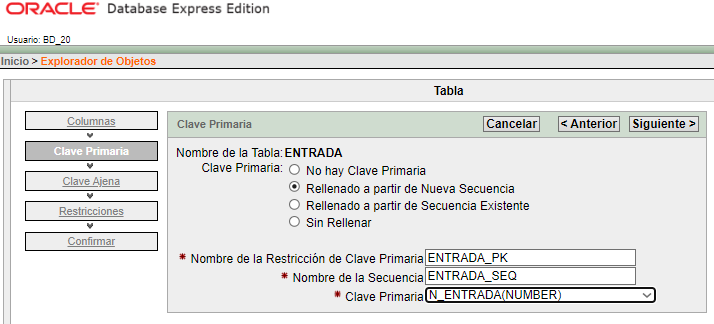 ORACLE® Database Express Edition
Usuario: BD_20
Inicio > Explorador de Objetos
Tabla
Columnas
Clave Primaria
Clave Ajena
Restricciones
Confirmar
Clave Primaria Cancelar < Anterior Siguiente >
Nombre de la Tabla: ENTRADA
Clave Primaria: No hay Clave Primaria
Rellenado a partir de Nueva Secuencia
Rellenado a partir de Secuencia Existente
Sin Rellenar
* Nombre de la Restricción de Clave Primaria ENTRADA_PK
* Nombre de la Secuencia ENTRADA_SEQ
* Clave Primaria N_ENTRADA(NUMBER)